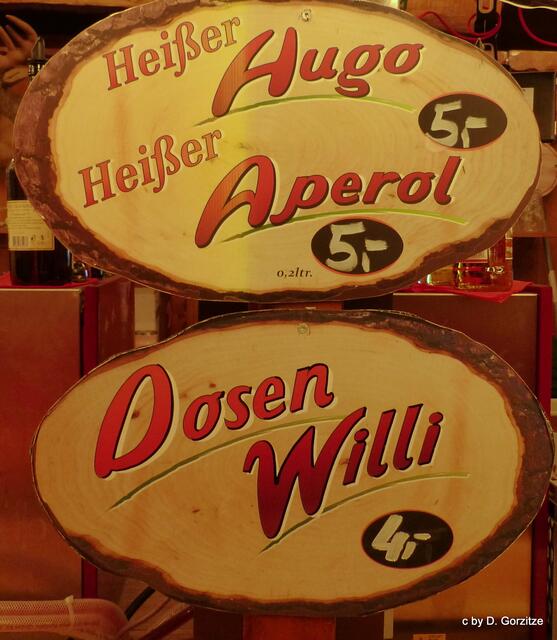 Heißer
Hugo
5,-
Heißer
Aperol
5,-
0,2ltr.
Dosen
Willi
4,-
c by D. Gorzitze